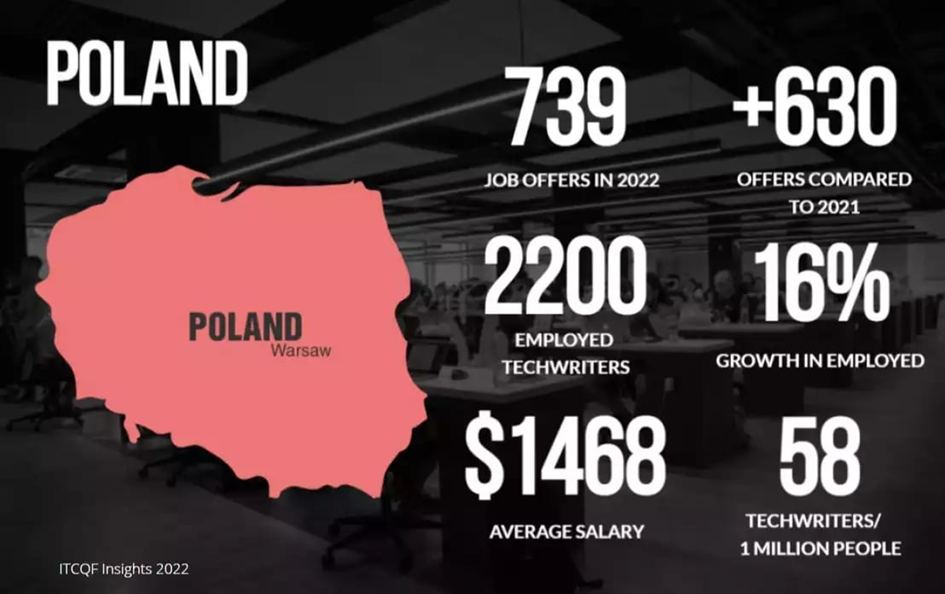 POLAND
739
JOB OFFERS IN 2022
+630
OFFERS COMPARED
TO 2021
POLAND
Warsaw
2200
EMPLOYED
TECHWRITERS
16%
GROWTH IN EMPLOYED
$1468
AVERAGE SALARY
58
TECHWRITERS/
1 MILLION PEOPLE
ITCQF Insights 2022